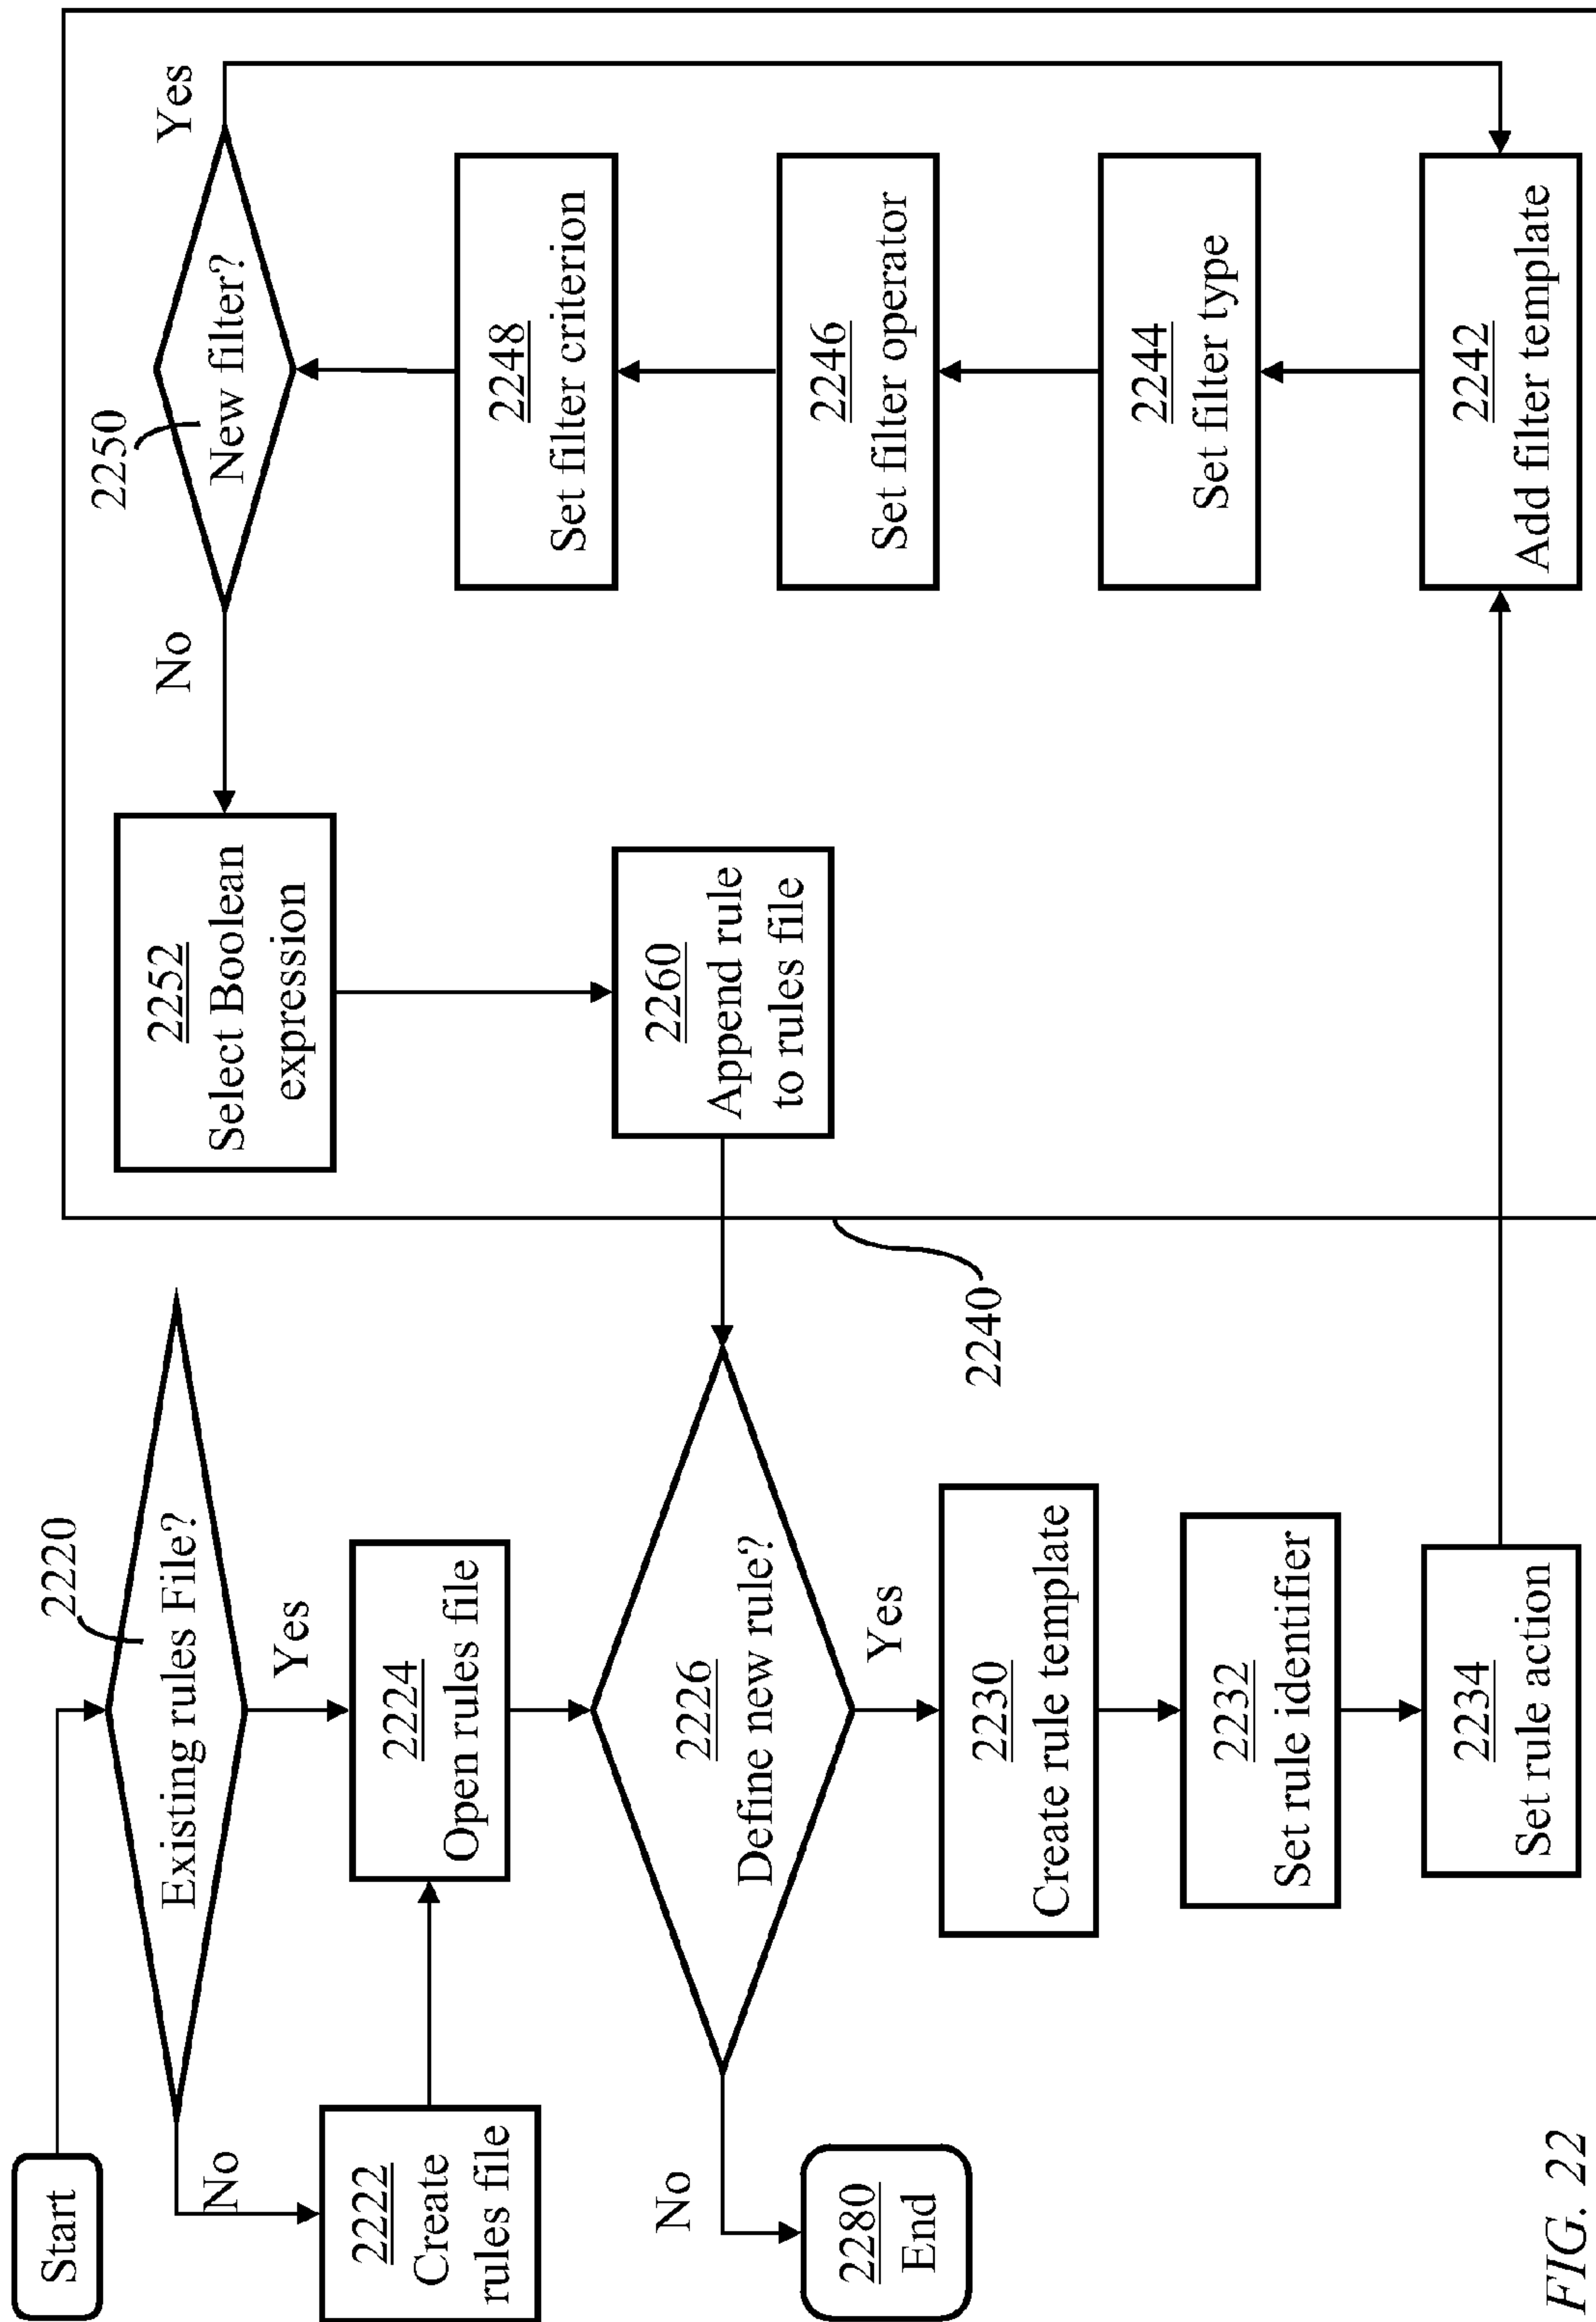 Start
2220
Existing rules File?
No
Yes
2222
Create
rules file
2224
Open rules file
2226
Define new rule?
No
Yes
2280
End
2230
Create rule template
2232
Set rule identifier
2234
Set rule action
2240
2242
Add filter template
2244
Set filter type
2246
Set filter operator
2248
Set filter criterion
2250
New filter?
Yes
No
2252
Select Boolean
expression
2260
Append rule
to rules file
FIG. 22